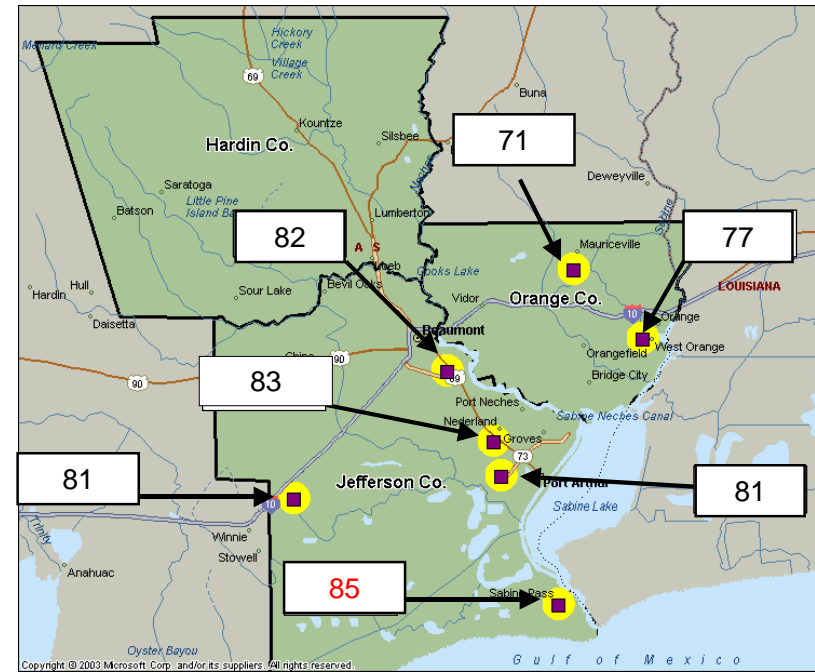 Menard Creek
Hickory
Creek
Village
Creek
69
Buna
Kountze
Silsbee
Hardin Co.
71
Deweyville
Saratoga
Little Pine
Batson
Lumberton
82
77
A S
Mauriceville
Sabine
Cooks Lake
LOUISIANA
Hull
Hardin
Sour Lake
Bevil Oaks
Vidor
Orange Co.
10
Orange
Daisetta
Beaumont
West Orange
Orangefield
90
90
83
69
Bridge City
Port Neches
Sabine Neches Canal
Nederland
Groves
73
81
Jefferson Co.
Port Arthur
81
10
Sabine Lake
Trinity
Winnie
Stowell
Anahuac
85
Sabine Pass
Oyster Bayou
Gulf of Mexico
Copyright © 2003 Microsoft Corp. and/or its suppliers. All rights reserved.